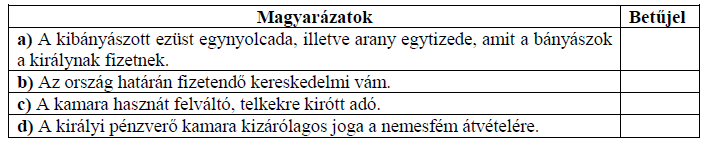 Magyarázatok Betűjel
a) A kibányászott ezüst egynyolcada, illetve arany egytizede, amit a bányászok
a királynak fizetnek.
b) Az ország határán fizetendő kereskedelmi vám.
c) A kamara hasznát felváltó, telkekre kirótt adó.
d) A királyi pénzverő kamara kizárólagos joga a nemesfém átvételére.